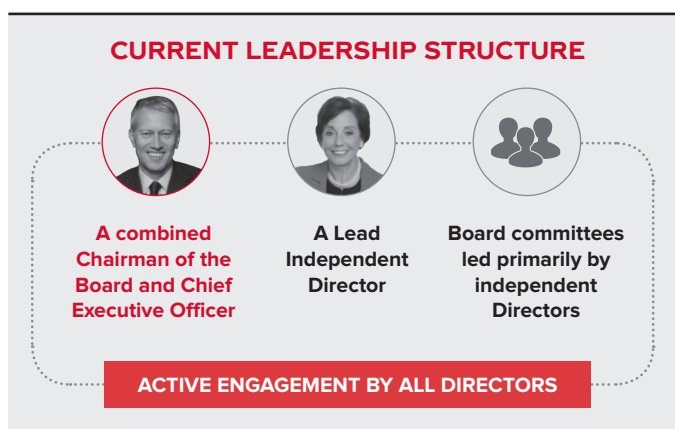 CURRENT LEADERSHIP STRUCTURE
A combined
Chairman of the
Board and Chief
Executive Officer
A Lead
Independent
Director
Board committees
led primarily by
independent
Directors
ACTIVE ENGAGEMENT BY ALL DIRECTORS